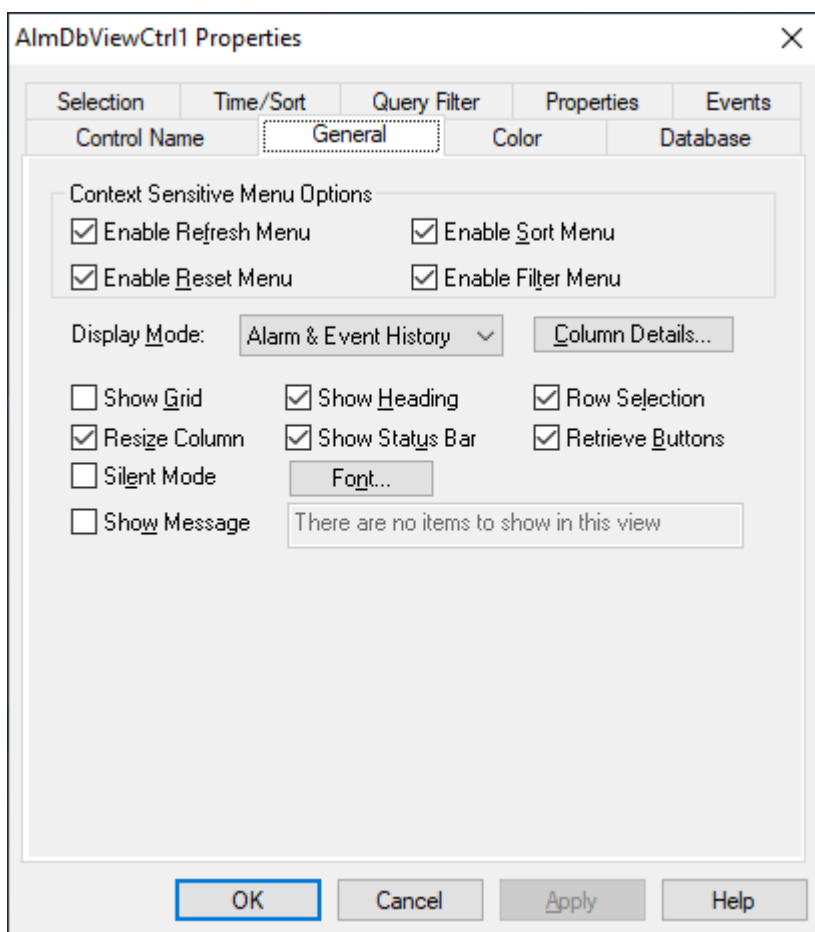 AlmDbViewCtrl1 Properties
Selection Time/Sort Query Filter Properties Events
Control Name General Color Database
Context Sensitive Menu Options
Enable Refresh Menu Enable Sort Menu
Enable Reset Menu Enable Filter Menu
Display Mode: Alarm & Event History Column Details...
Show Grid Show Heading Row Selection
Resize Column Show Status Bar Retrieve Buttons
Silent Mode Font...
Show Message There are no items to show in this view
OK Cancel Apply Help